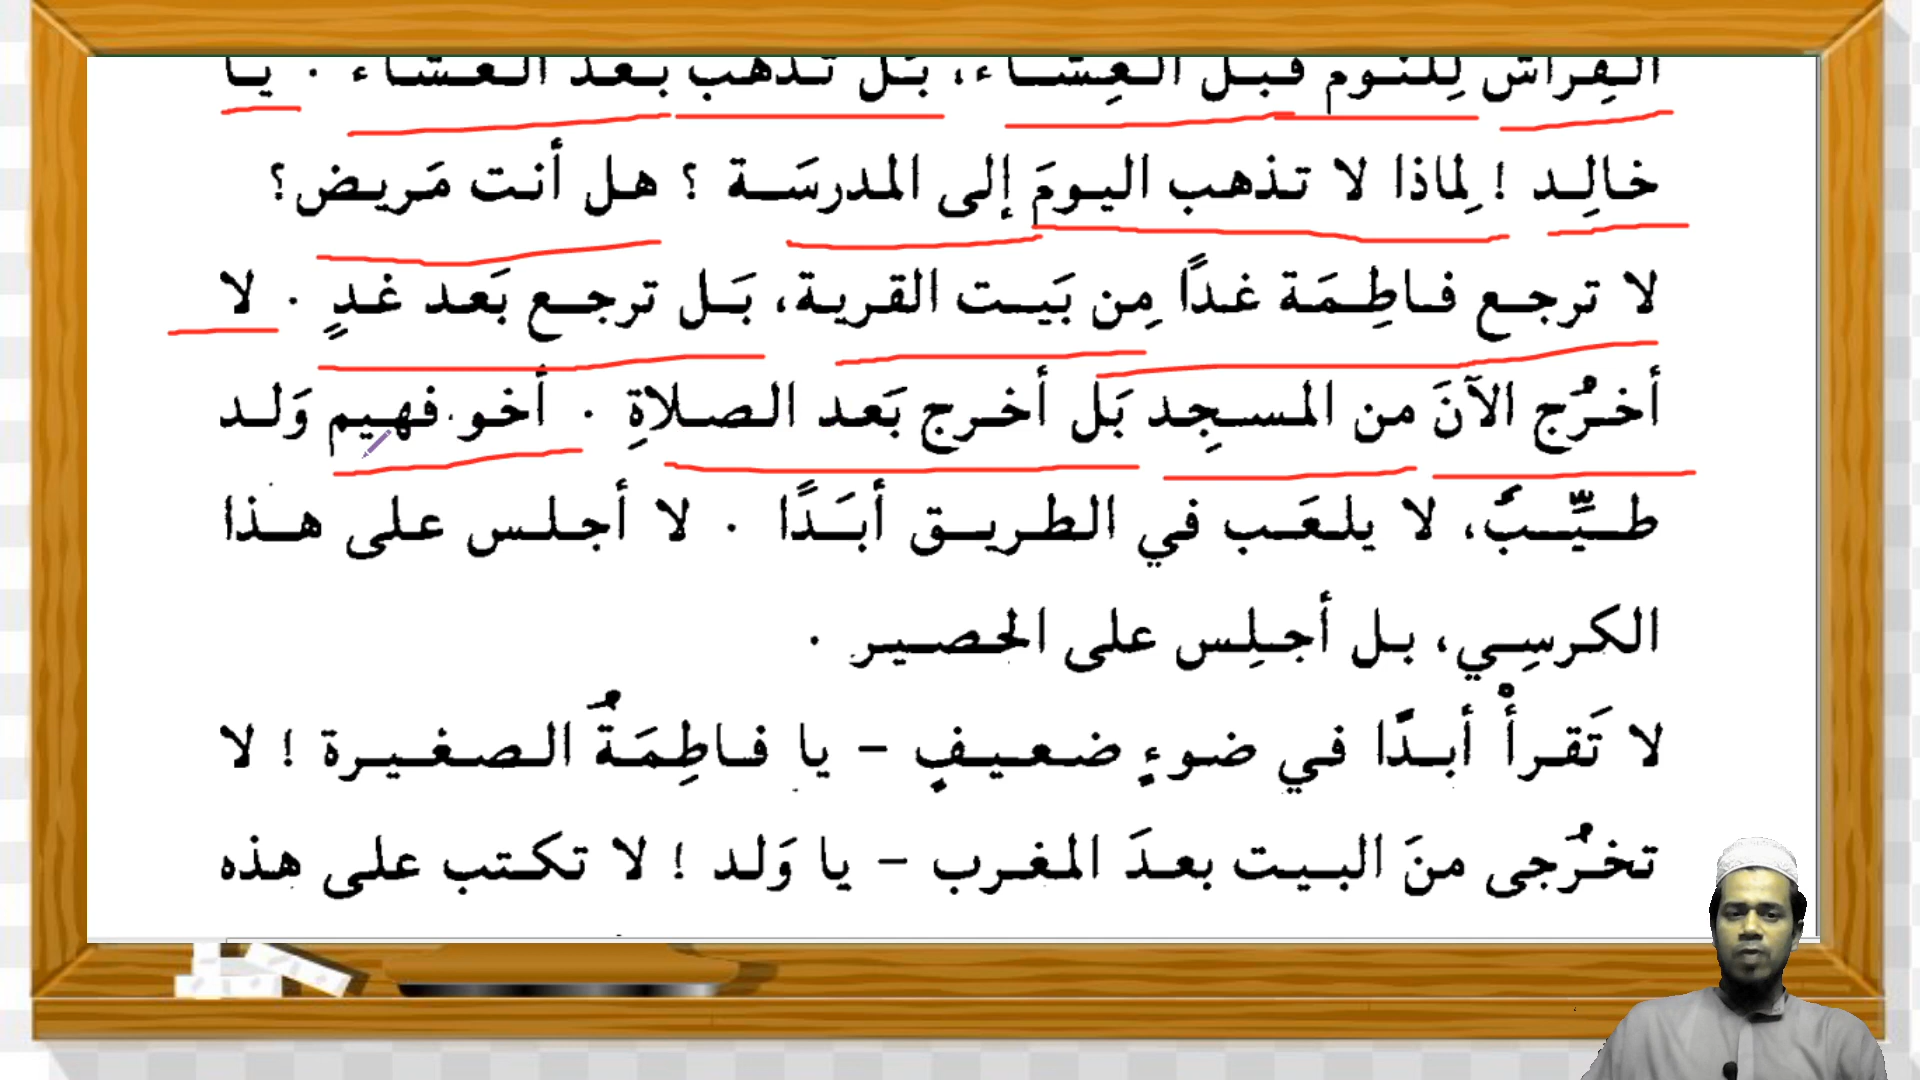 الفِراش لِلنوم قبل العِشاء، بَل تذهب بعد العشاء . يا
خالِد ! لِماذا لا تذهب اليومَ إلى المدرسَة ؟ هل أنت مَريض؟
لا ترجع فاطِمَة غدًا مِن بَيت القرية، بَل ترجع بَعد غدٍ . لا
أخرُج الآنَ من المسجِد بَل أخرج بَعد الصلاةِ . أخو فهيم وَلد
طيِّبٌ، لا يلعَب في الطريق أبَدًا . لا أجلس على هذا
الكرسِي، بل أجلِس على الحصير .
لا تَقرأْ أبدًا في ضوءٍ ضعيفٍ – يا فاطِمَةُ الصغيرة ! لا
تخرُجى منَ البيت بعدَ المغرب – يا وَلد ! لا تكتب على هذه